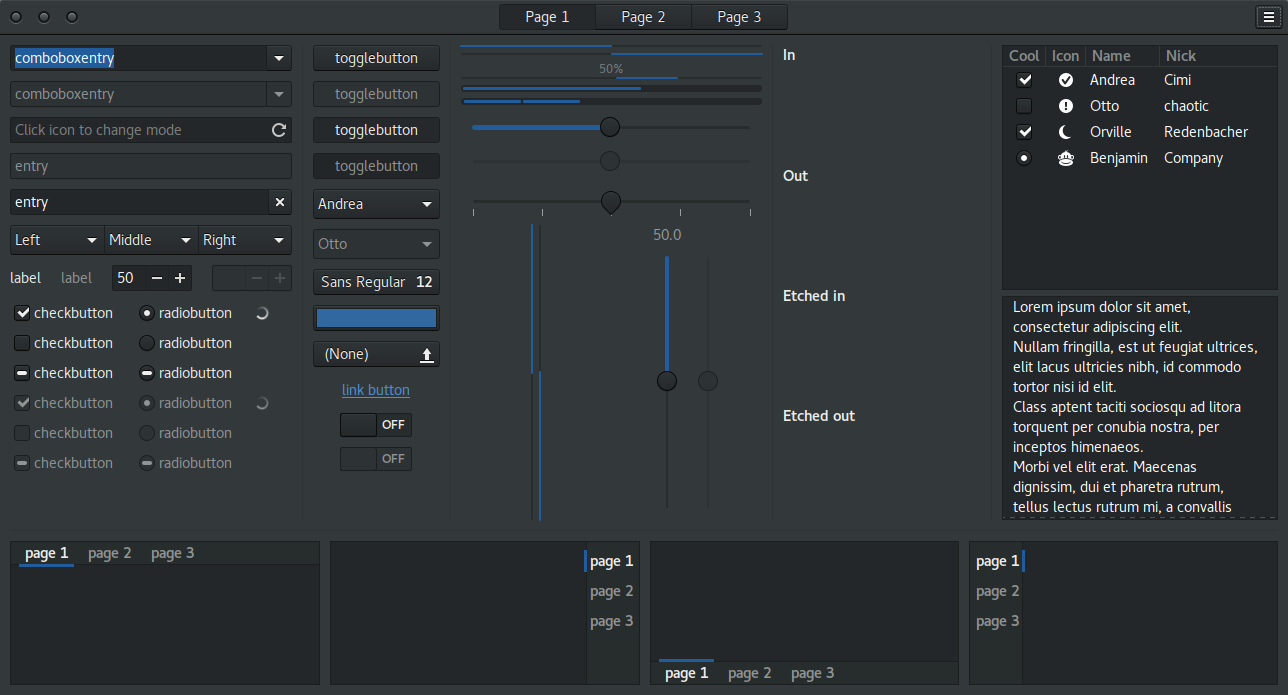 Page 1
Page 2
Page 3
comboboxentry
comboboxentry
Click icon to change mode
entry
entry
Left
Middle
Right
label
label
50
checkbutton
radiobutton
checkbutton
radiobutton
checkbutton
radiobutton
checkbutton
radiobutton
checkbutton
radiobutton
checkbutton
radiobutton
togglebutton
togglebutton
togglebutton
togglebutton
Andrea
Otto
Sans Regular 12
(None)
link button
OFF
OFF
50%
50.0
In
Out
Etched in
Etched out
Cool Icon Name Nick
Andrea Cimi
Otto chaotic
Orville Redenbacher
Benjamin Company
Lorem ipsum dolor sit amet,
consectetur adipiscing elit.
Nullam fringilla, est ut feugiat ultrices,
elit lacus ultricies nibh, id commodo
tortor nisi id elit.
Class aptent taciti sociosqu ad litora
torquent per conubia nostra, per
inceptos himenaeos.
Morbi vel elit erat. Maecenas
dignissim, dui et pharetra rutrum,
tellus lectus rutrum mi, a convallis
page 1
page 2
page 3
page 1
page 2
page 3
page 1
page 2
page 3
page 1
page 2
page 3